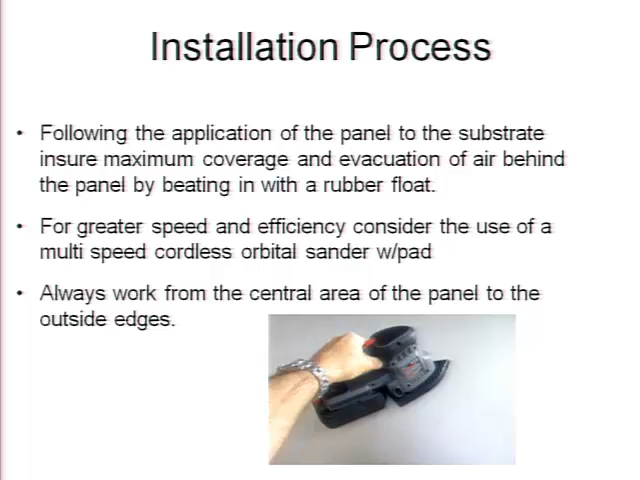 Installation Process
• Following the application of the panel to the substrate
insure maximum coverage and evacuation of air behind
the panel by beating in with a rubber float.
• For greater speed and efficiency consider the use of a
multi speed cordless orbital sander w/pad
• Always work from the central area of the panel to the
outside edges.